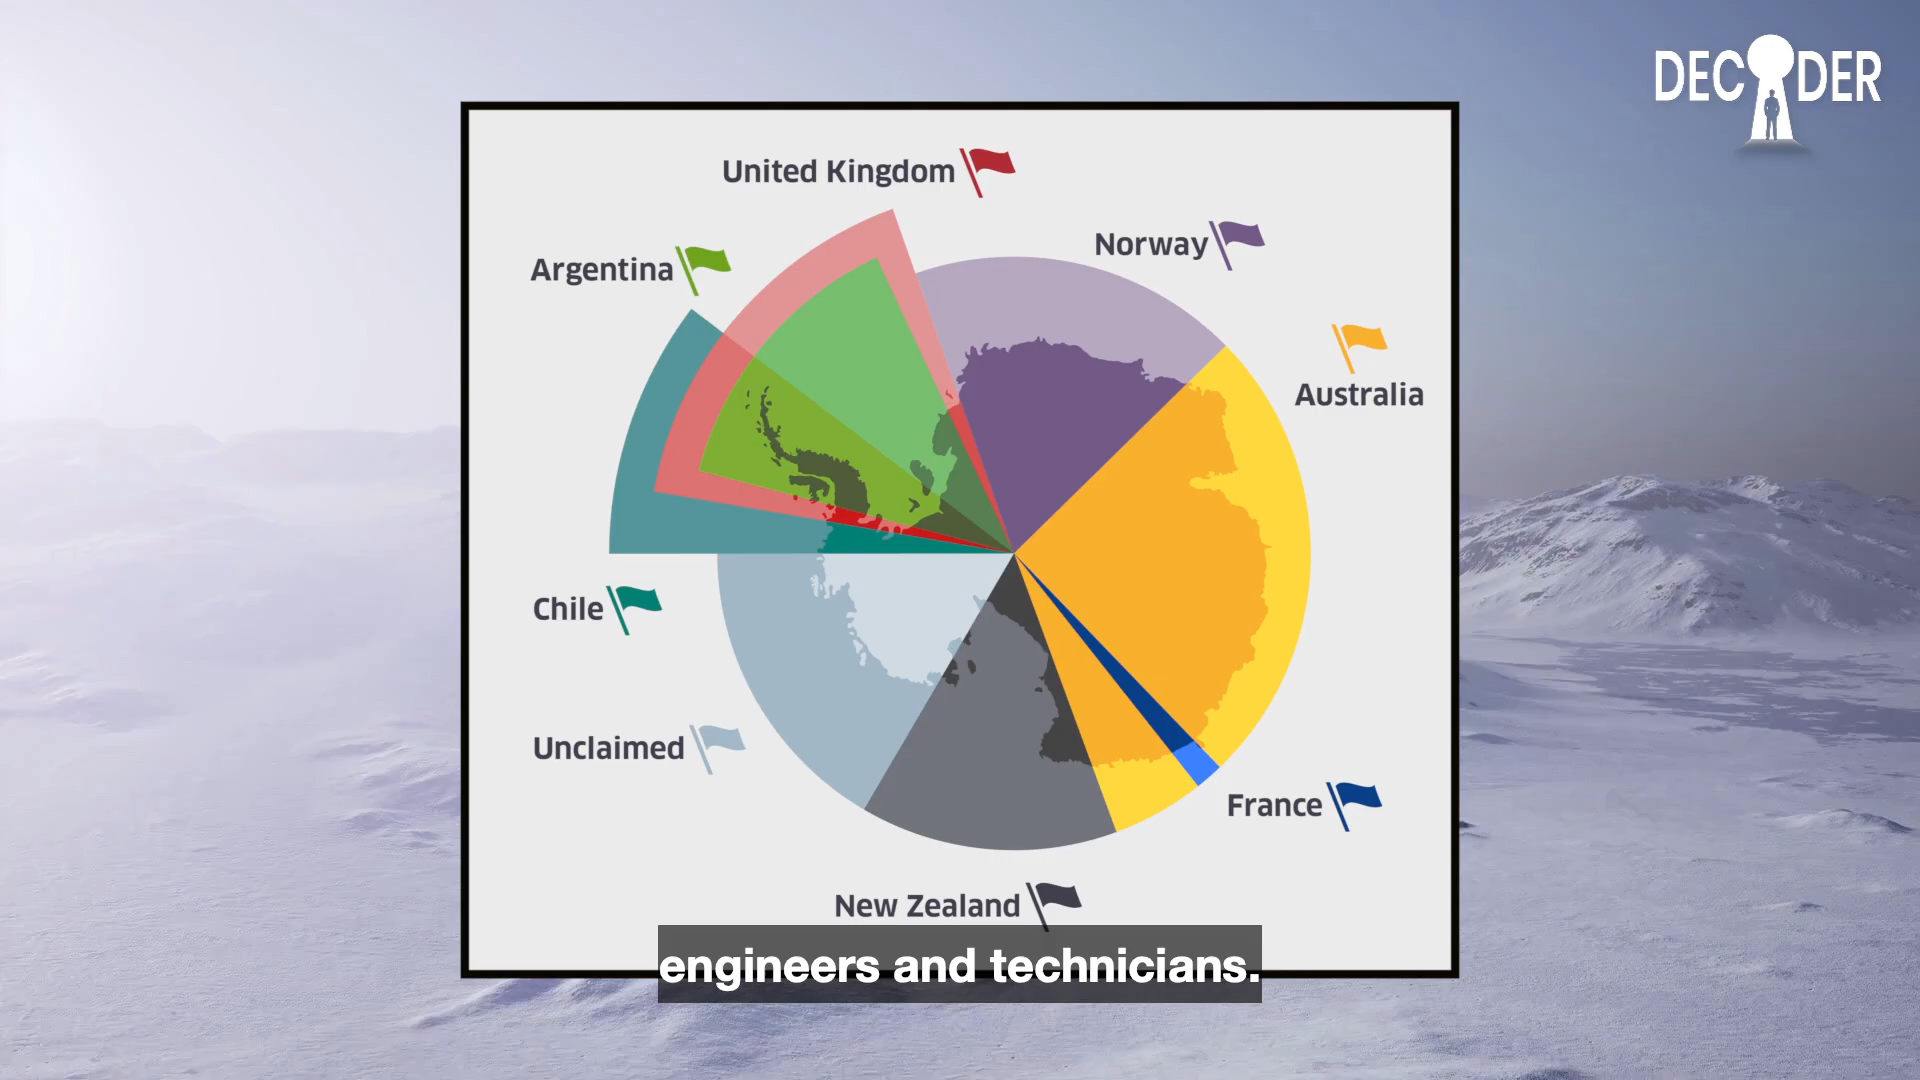 DECODER
United Kingdom
Norway
Argentina
Australia
Chile
Unclaimed
France
New Zealand
engineers and technicians.